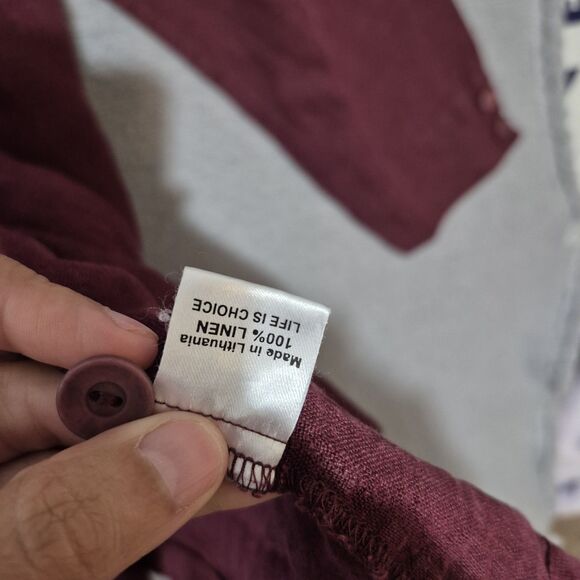 Made in Lithuania
100% LINEN
LIFE IS CHOICE